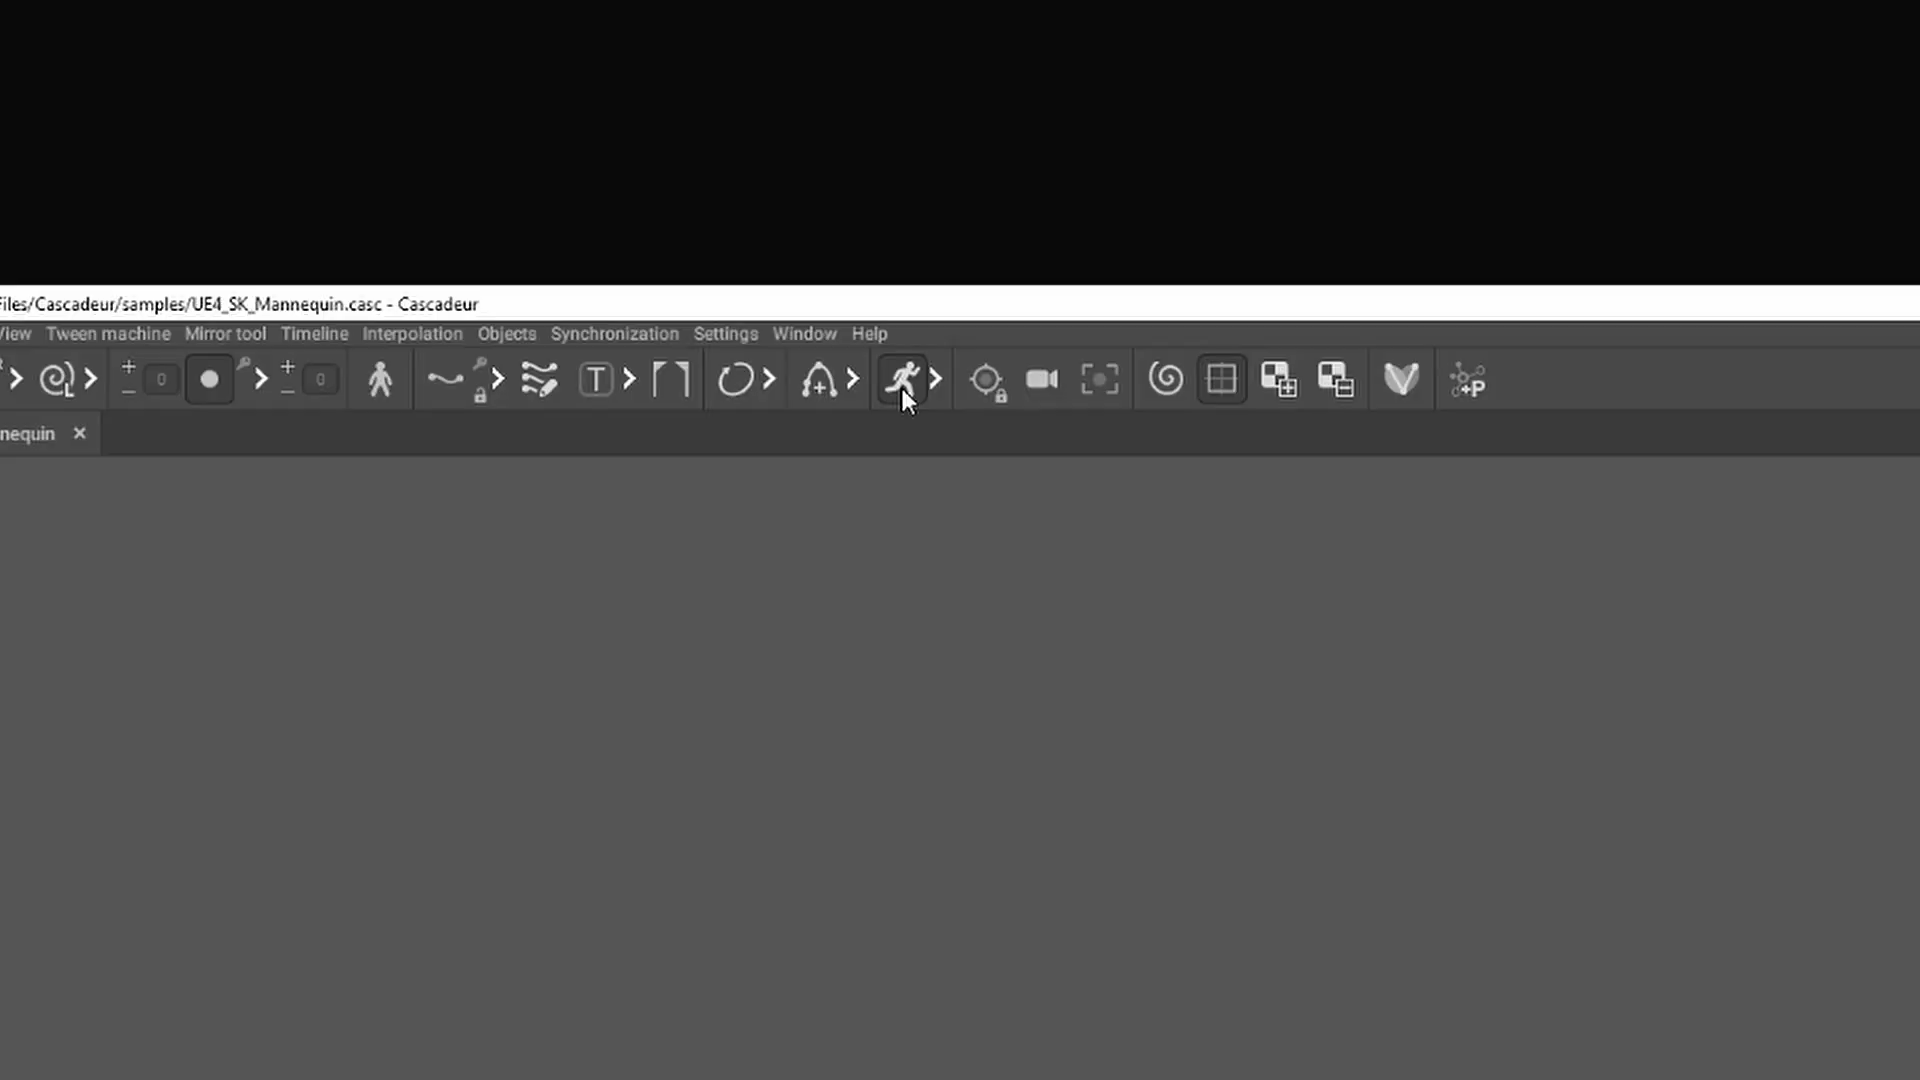 Files/Cascadeur/samples/UE4_SK_Mannequin.casc - Cascadeur
View Tween machine Mirror tool Timeline Interpolation Objects Synchronization Settings Window Help
L + - 0 + - 0 T +P
nequin ×